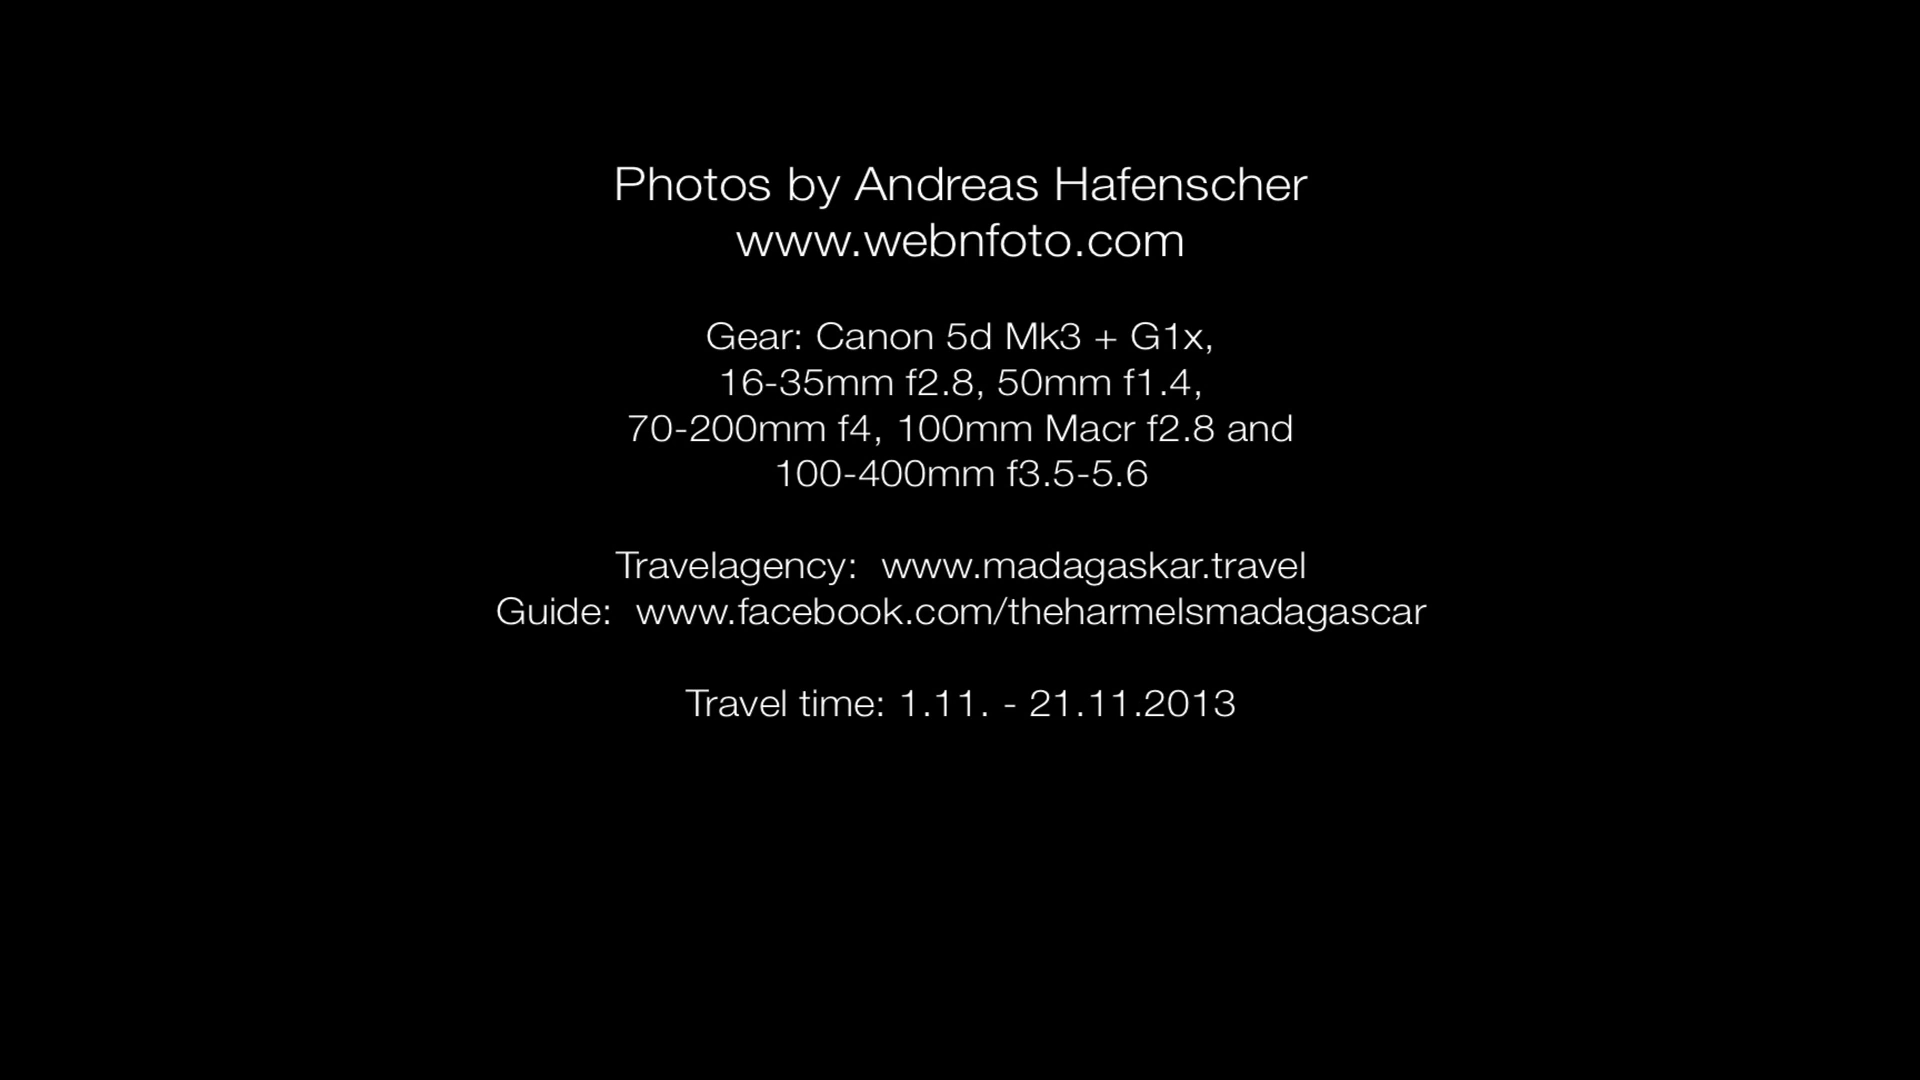 Photos by Andreas Hafenscher
www.webnfoto.com
Gear: Canon 5d Mk3 + G1x,
16-35mm f2.8, 50mm f1.4,
70-200mm f4, 100mm Macr f2.8 and
100-400mm f3.5-5.6
Travelagency:  www.madagaskar.travel
Guide:  www.facebook.com/theharmelsmadagascar
Travel time: 1.11. - 21.11.2013